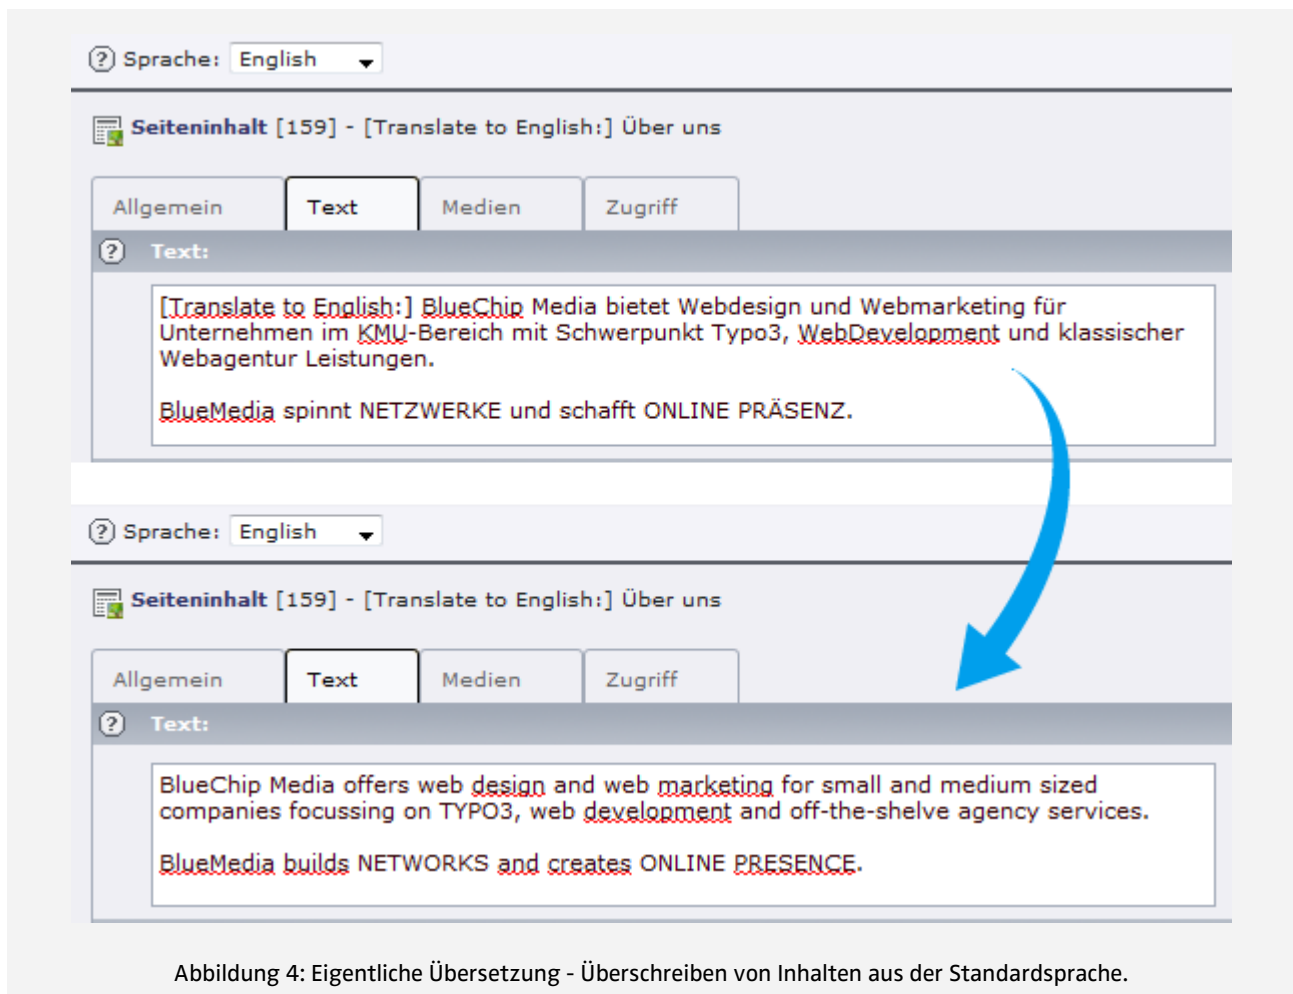 Sprache: English
Seiteninhalt [159] - [Translate to English:] Über uns
Allgemein Text Medien Zugriff
Text:
[Translate to English:] BlueChip Media bietet Webdesign und Webmarketing für
Unternehmen im KMU-Bereich mit Schwerpunkt Typo3, WebDevelopment und klassischer
Webagentur Leistungen.
BlueMedia spinnt NETZWERKE und schafft ONLINE PRÄSENZ.
Sprache: English
Seiteninhalt [159] - [Translate to English:] Über uns
Allgemein Text Medien Zugriff
Text:
BlueChip Media offers web design and web marketing for small and medium sized
companies focussing on TYPO3, web development and off-the-shelve agency services.
BlueMedia builds NETWORKS and creates ONLINE PRESENCE.
Abbildung 4: Eigentliche Übersetzung - Überschreiben von Inhalten aus der Standardsprache.